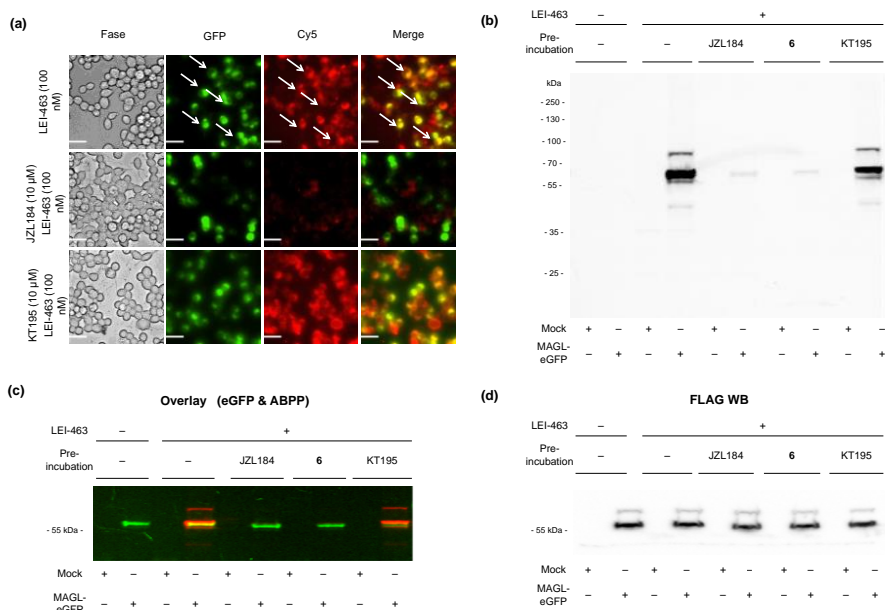 (a)
Fase
GFP
Cy5
Merge
LEI-463 (100
nM)
JZL184 (10 µM)
LEI-463 (100
nM)
KT195 (10 µM)
LEI-463 (100
nM)
(b)
LEI-463
–
+
Pre-
incubation
–
–
JZL184
6
KT195
kDa
- 250 -
- 130 -
- 100 -
- 70 -
- 55 -
- 35 -
- 25 -
Mock
+ – + – + – + – + –
MAGL-
eGFP
– + – + – + – + – +
(c)
Overlay (eGFP & ABPP)
LEI-463
–
+
Pre-
incubation
–
–
JZL184
6
KT195
- 55 kDa -
Mock
+ – + – + – + – + –
MAGL-
eGFP
– + – + – + – + – +
(d)
FLAG WB
LEI-463
–
+
Pre-
incubation
–
–
JZL184
6
KT195
- 55 kDa -
Mock
+ – + – + – + – + –
MAGL-
eGFP
– + – + – + – + – +